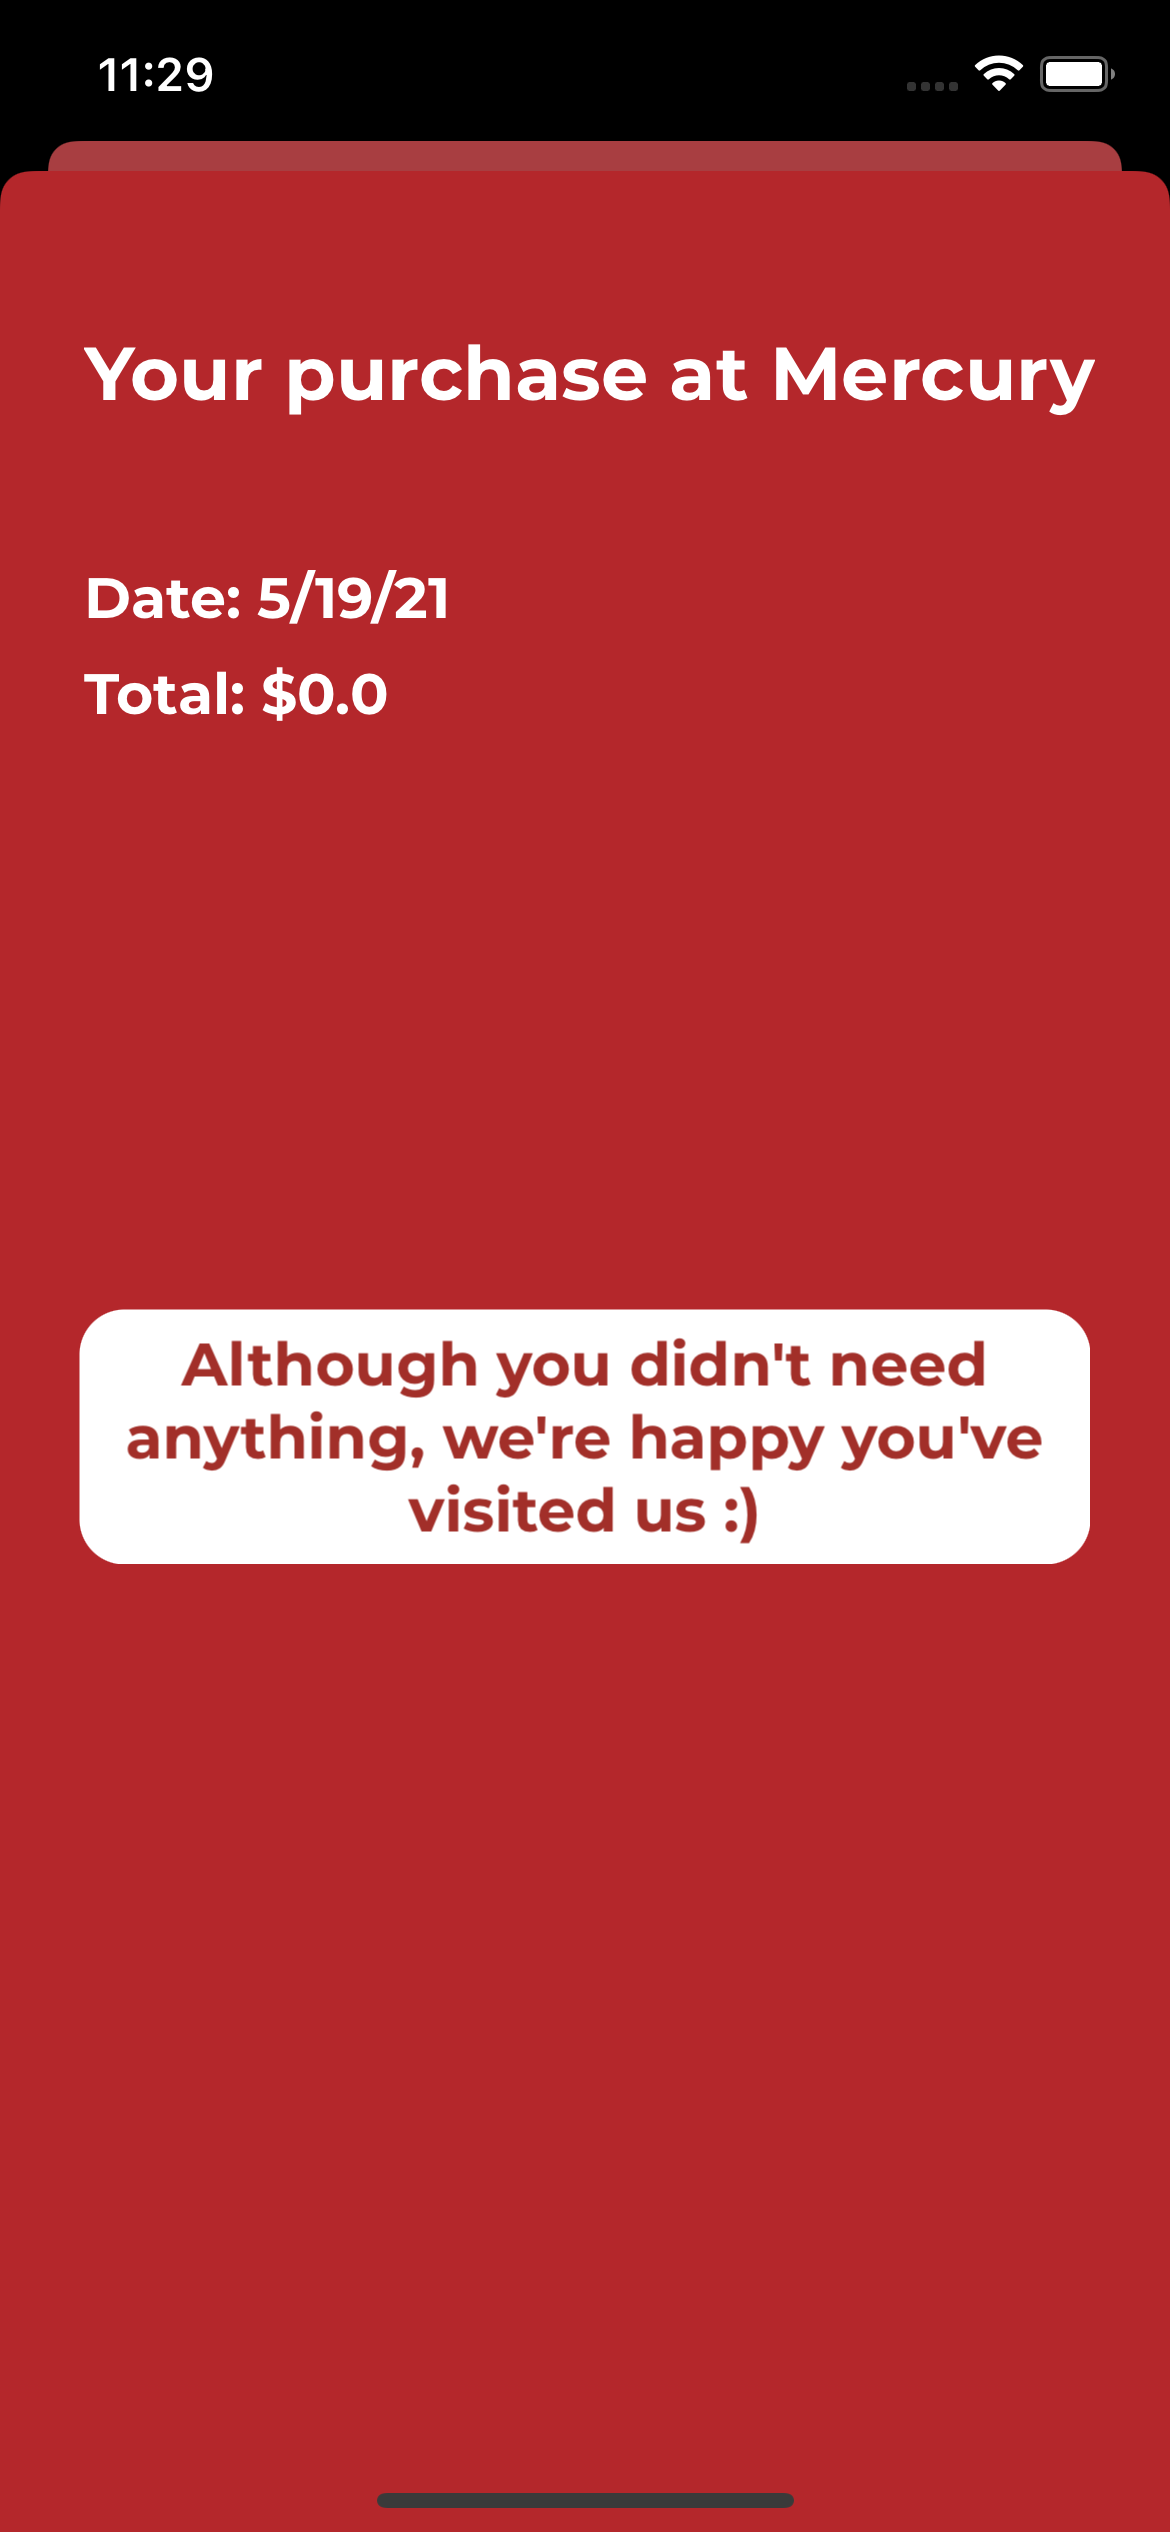 11:29
Your purchase at Mercury
Date: 5/19/21
Total: $0.0
Although you didn't need
anything, we're happy you've
visited us :)